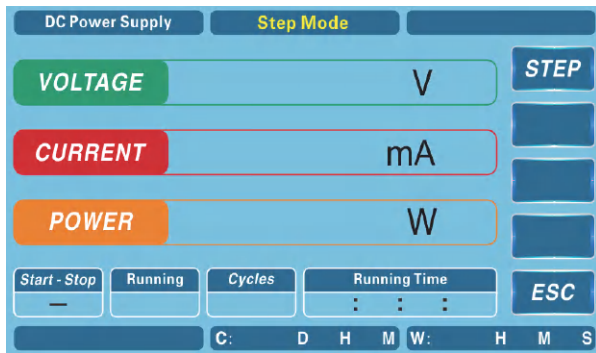 DC Power Supply Step Mode
VOLTAGE V STEP
CURRENT mA
POWER W
Start - Stop Running Cycles Running Time
— : : : ESC
C: D H M W: H M S